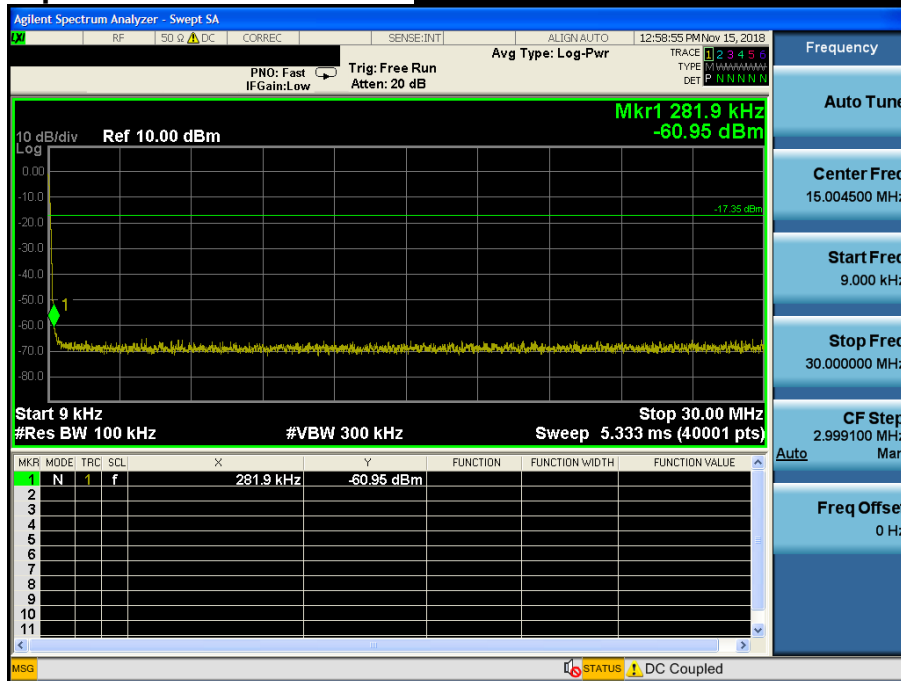 Agilent Spectrum Analyzer - Swept SA
LXI RF 50 Ω DC CORREC SENSE:INT ALIGN AUTO 12:58:55 PM Nov 15, 2018
Avg Type: Log-Pwr
TRACE 1 2 3 4 5 6
TYPE M WWWWW
DET P N N N N N
PNO: Fast
IFGain:Low
Trig: Free Run
Atten: 20 dB
Mkr1 281.9 kHz
-60.95 dBm
10 dB/div Ref 10.00 dBm
Log
0.00
-10.0
-17.35 dBm
-20.0
-30.0
-40.0
-50.0
1
-60.0
-70.0
-80.0
Start 9 kHz Stop 30.00 MHz
#Res BW 100 kHz #VBW 300 kHz Sweep 5.333 ms (40001 pts)
MKR MODE TRC SCL X Y FUNCTION FUNCTION WIDTH FUNCTION VALUE
1 N 1 f 281.9 kHz -60.95 dBm
2
3
4
5
6
7
8
9
10
11
MSG STATUS DC Coupled
Frequency
Auto Tune
Center Freq
15.004500 MHz
Start Freq
9.000 kHz
Stop Freq
30.000000 MHz
CF Step
2.999100 MHz
Auto Man
Freq Offset
0 Hz